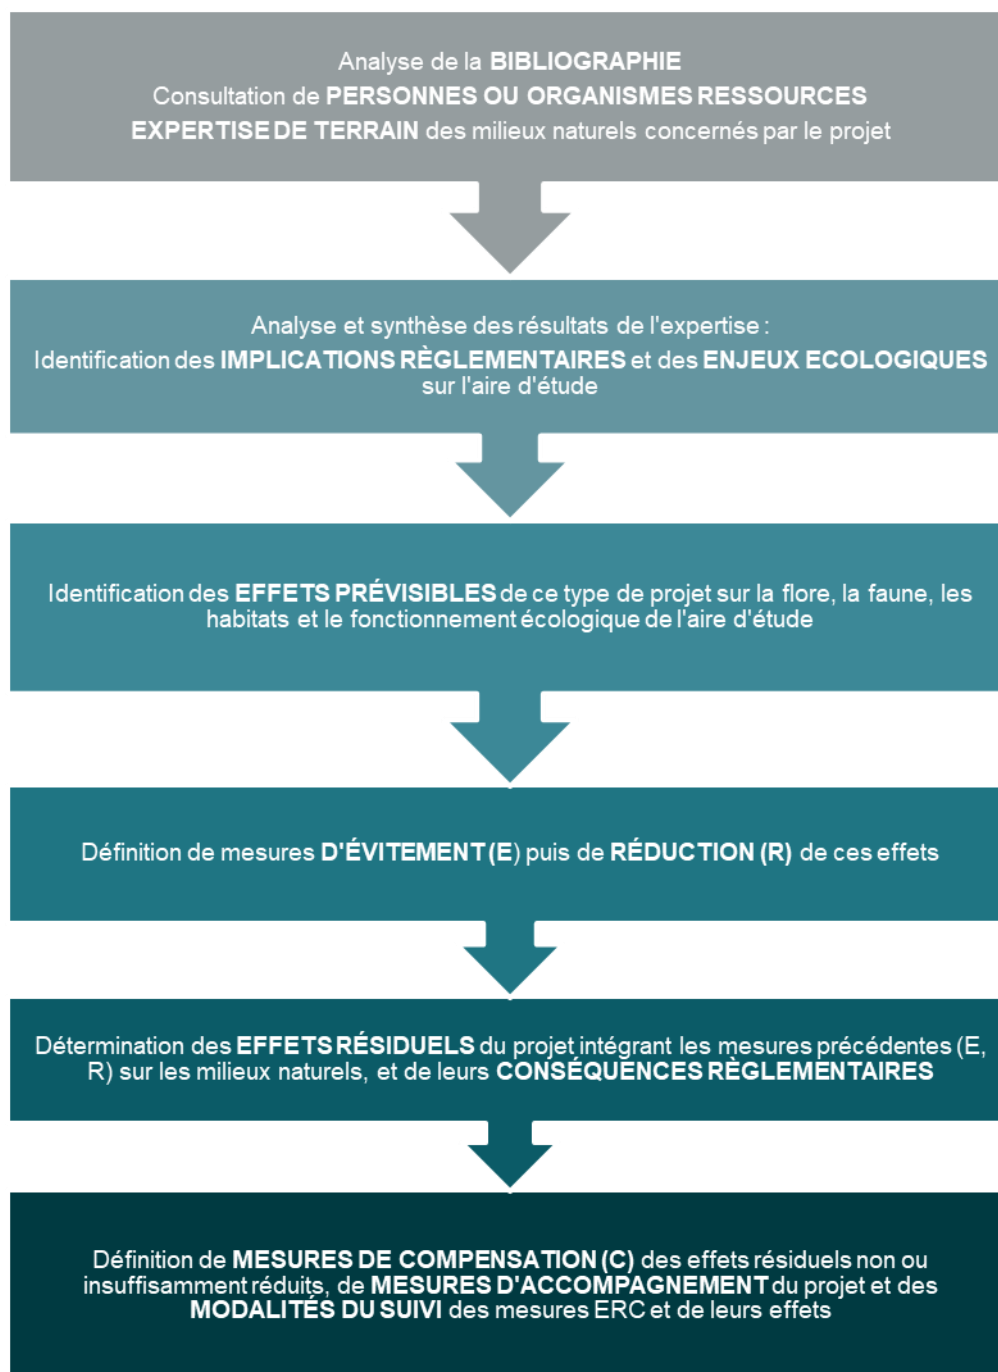 Analyse de la BIBLIOGRAPHIE
Consultation de PERSONNES OU ORGANISMES RESSOURCES
EXPERTISE DE TERRAIN des milieux naturels concernés par le projet
Analyse et synthèse des résultats de l'expertise :
Identification des IMPLICATIONS RÈGLEMENTAIRES et des ENJEUX ECOLOGIQUES
sur l'aire d'étude
Identification des EFFETS PRÉVISIBLES de ce type de projet sur la flore, la faune, les
habitats et le fonctionnement écologique de l'aire d'étude
Définition de mesures D'ÉVITEMENT (E) puis de RÉDUCTION (R) de ces effets
Détermination des EFFETS RÉSIDUELS du projet intégrant les mesures précédentes (E,
R) sur les milieux naturels, et de leurs CONSÉQUENCES RÈGLEMENTAIRES
Définition de MESURES DE COMPENSATION (C) des effets résiduels non ou
insuffisamment réduits, de MESURES D'ACCOMPAGNEMENT du projet et des
MODALITÉS DU SUIVI des mesures ERC et de leurs effets